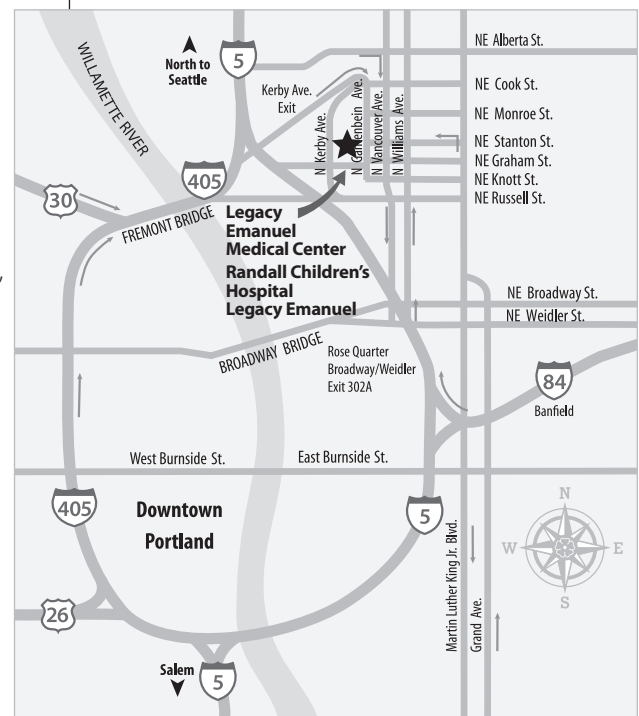 WILLAMETTE RIVER
North to
Seattle
5
NE Alberta St.
Kerby Ave.
Exit
N Kerby Ave.
N Gantenbein Ave.
N Vancouver Ave.
N Williams Ave.
NE Cook St.
NE Monroe St.
NE Stanton St.
NE Graham St.
NE Knott St.
NE Russell St.
405
30
FREMONT BRIDGE
Legacy
Emanuel
Medical Center
Randall Children's
Hospital
Legacy Emanuel
NE Broadway St.
NE Weidler St.
BROADWAY BRIDGE
Rose Quarter
Broadway/Weidler
Exit 302A
84
Banfield
West Burnside St.
East Burnside St.
405
Downtown
Portland
5
Martin Luther King Jr. Blvd.
Grand Ave.
N
W
E
S
26
Salem
5